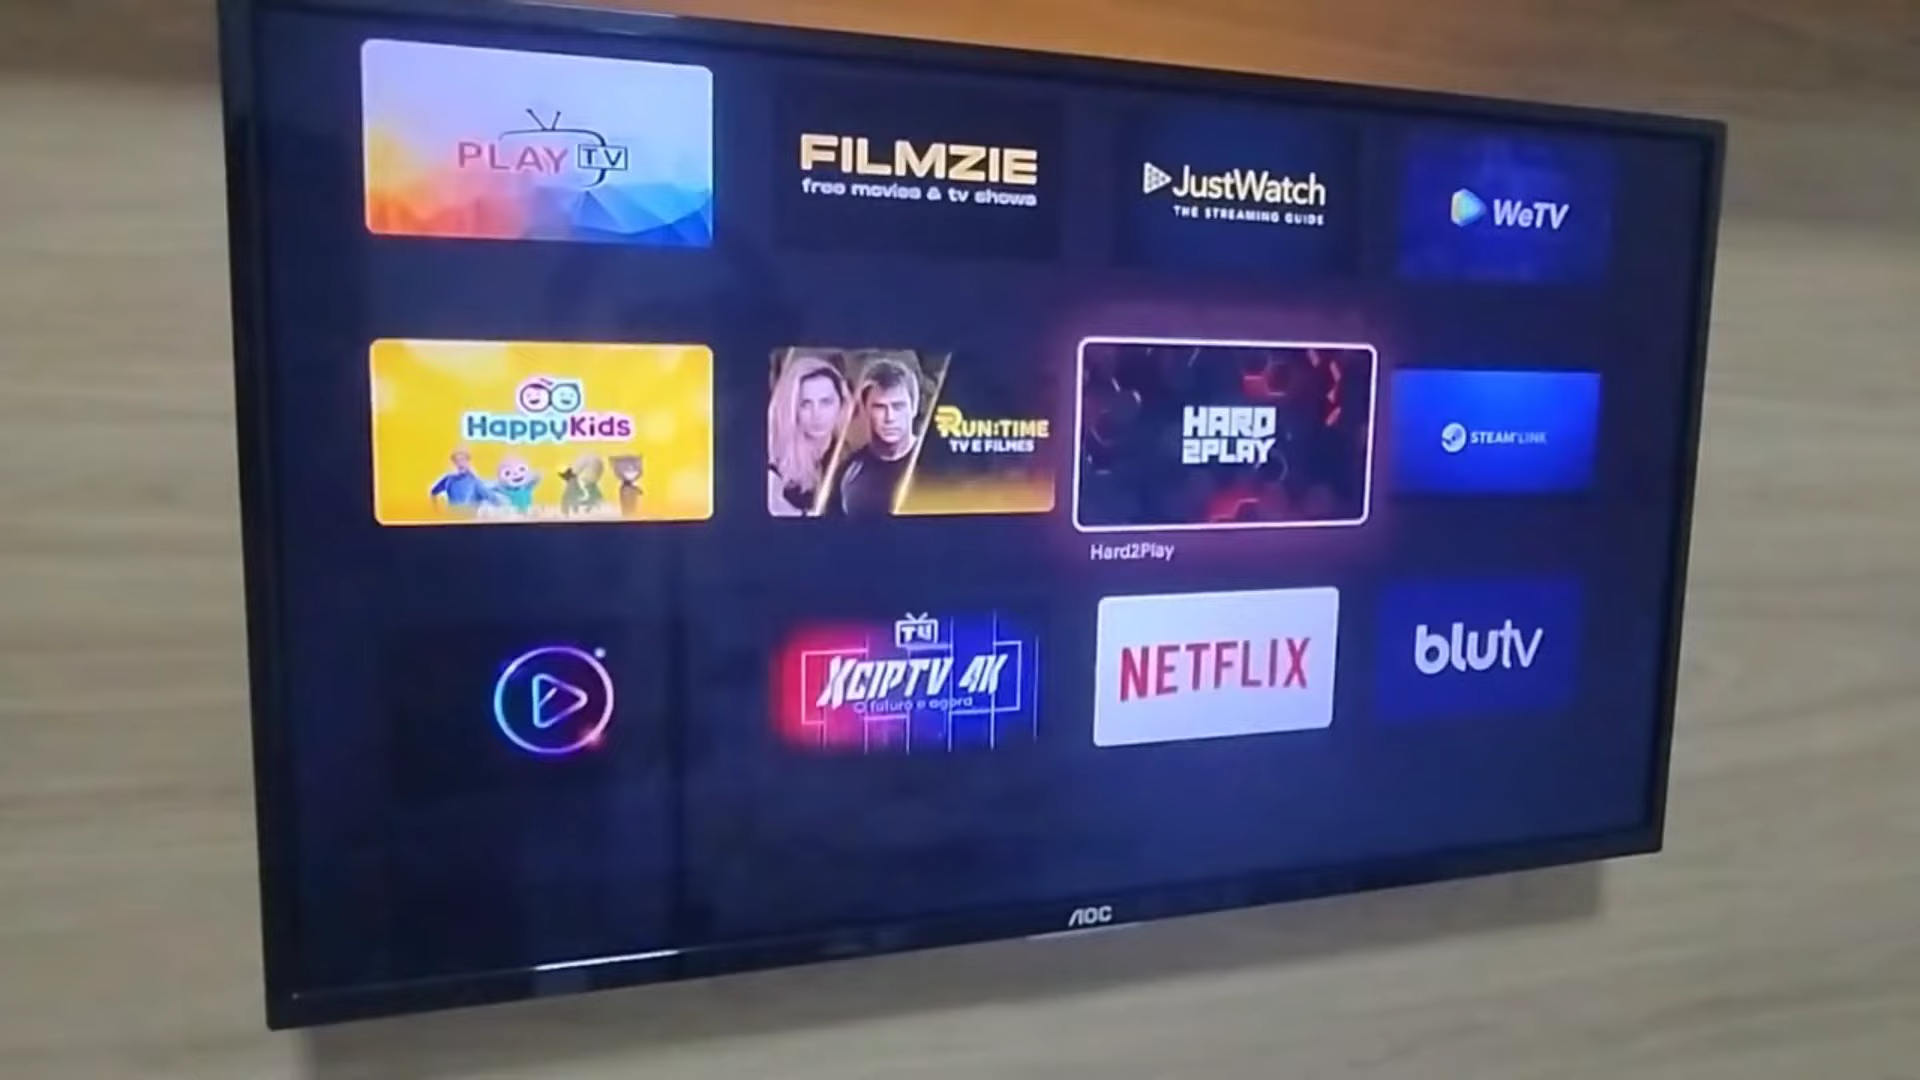 PLAY TV
FILMZIE
free movies & tv shows
JustWatch
THE STREAMING GUIDE
WeTV
HappyKids
RUN:TIME
TV E FILMES
HARD
2PLAY
STEAM LINK
Hard2Play
TV
XCIPTV 4K
O futuro e agora
NETFLIX
blutv
AOC